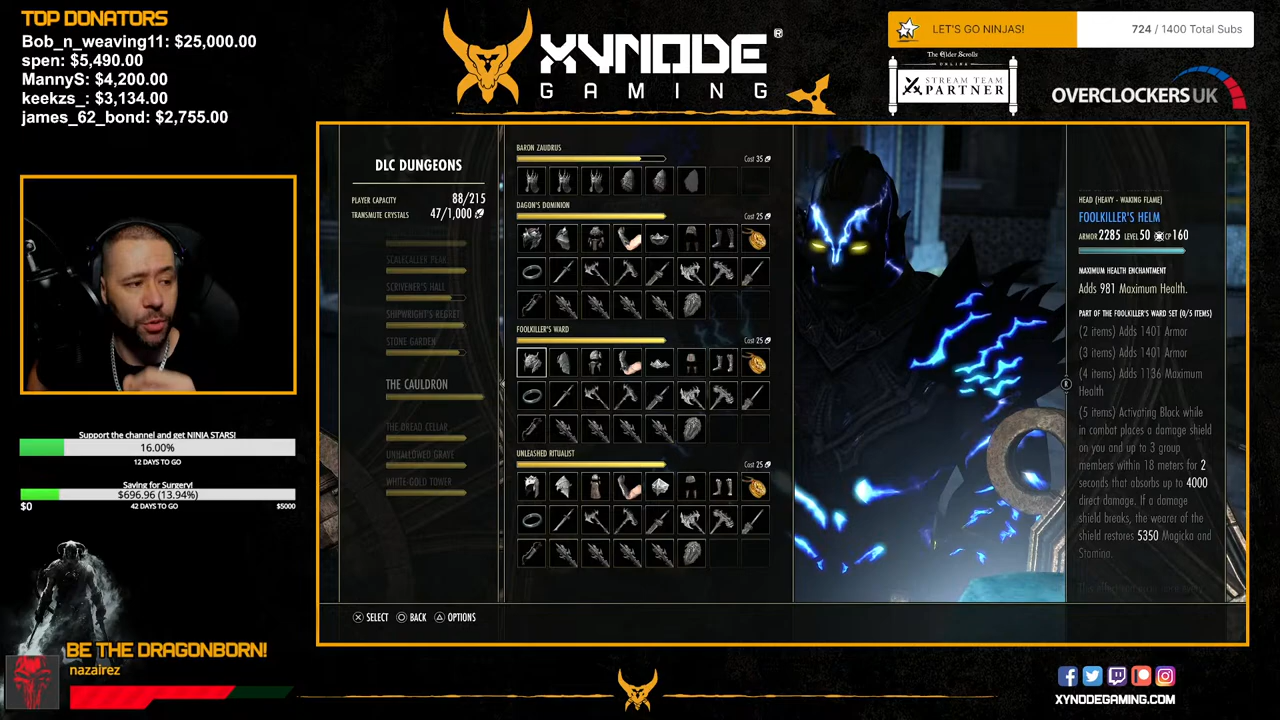 TOP DONATORS
Bob_n_weaving11: $25,000.00
spen: $5,490.00
MannyS: $4,200.00
keekzs_: $3,134.00
james_62_bond: $2,755.00
XYNODE®
GAMING
LET'S GO NINJAS!
724 / 1400 Total Subs
The Elder Scrolls
ONLINE
STREAM TEAM
PARTNER
OVERCLOCKERS UK
DLC DUNGEONS
PLAYER CAPACITY 88/215
TRANSMUTE CRYSTALS 47/1,000
SCALECALLER PEAK
SCRIVENER'S HALL
SHIPWRIGHT'S REGRET
STONE GARDEN
THE CAULDRON
THE DREAD CELLAR
UNHALLOWED GRAVE
WHITE-GOLD TOWER
BARON ZAUDRUS
Cost 35
DAGON'S DOMINION
Cost 25
FOOLKILLER'S WARD
Cost 25
UNLEASHED RITUALIST
Cost 25
HEAD (HEAVY - WAKING FLAME)
FOOLKILLER'S HELM
ARMOR 2285 LEVEL 50 CP 160
MAXIMUM HEALTH ENCHANTMENT
Adds 981 Maximum Health.
PART OF THE FOOLKILLER'S WARD SET (0/5 ITEMS)
(2 items) Adds 1401 Armor
(3 items) Adds 1401 Armor
(4 items) Adds 1136 Maximum
Health
(5 items) Activating Block while
in combat places a damage shield
on you and up to 3 group
members within 18 meters for 2
seconds that absorbs up to 4000
direct damage. If a damage
shield breaks, the wearer of the
shield restores 5350 Magicka and
Stamina.
SELECT BACK OPTIONS
Support the channel and get NINJA STARS!
16.00%
12 DAYS TO GO
Saving for Surgery!
$696.96 (13.94%)
$0 42 DAYS TO GO $5000
BE THE DRAGONBORN!
nazairez
XYNODEGAMING.COM